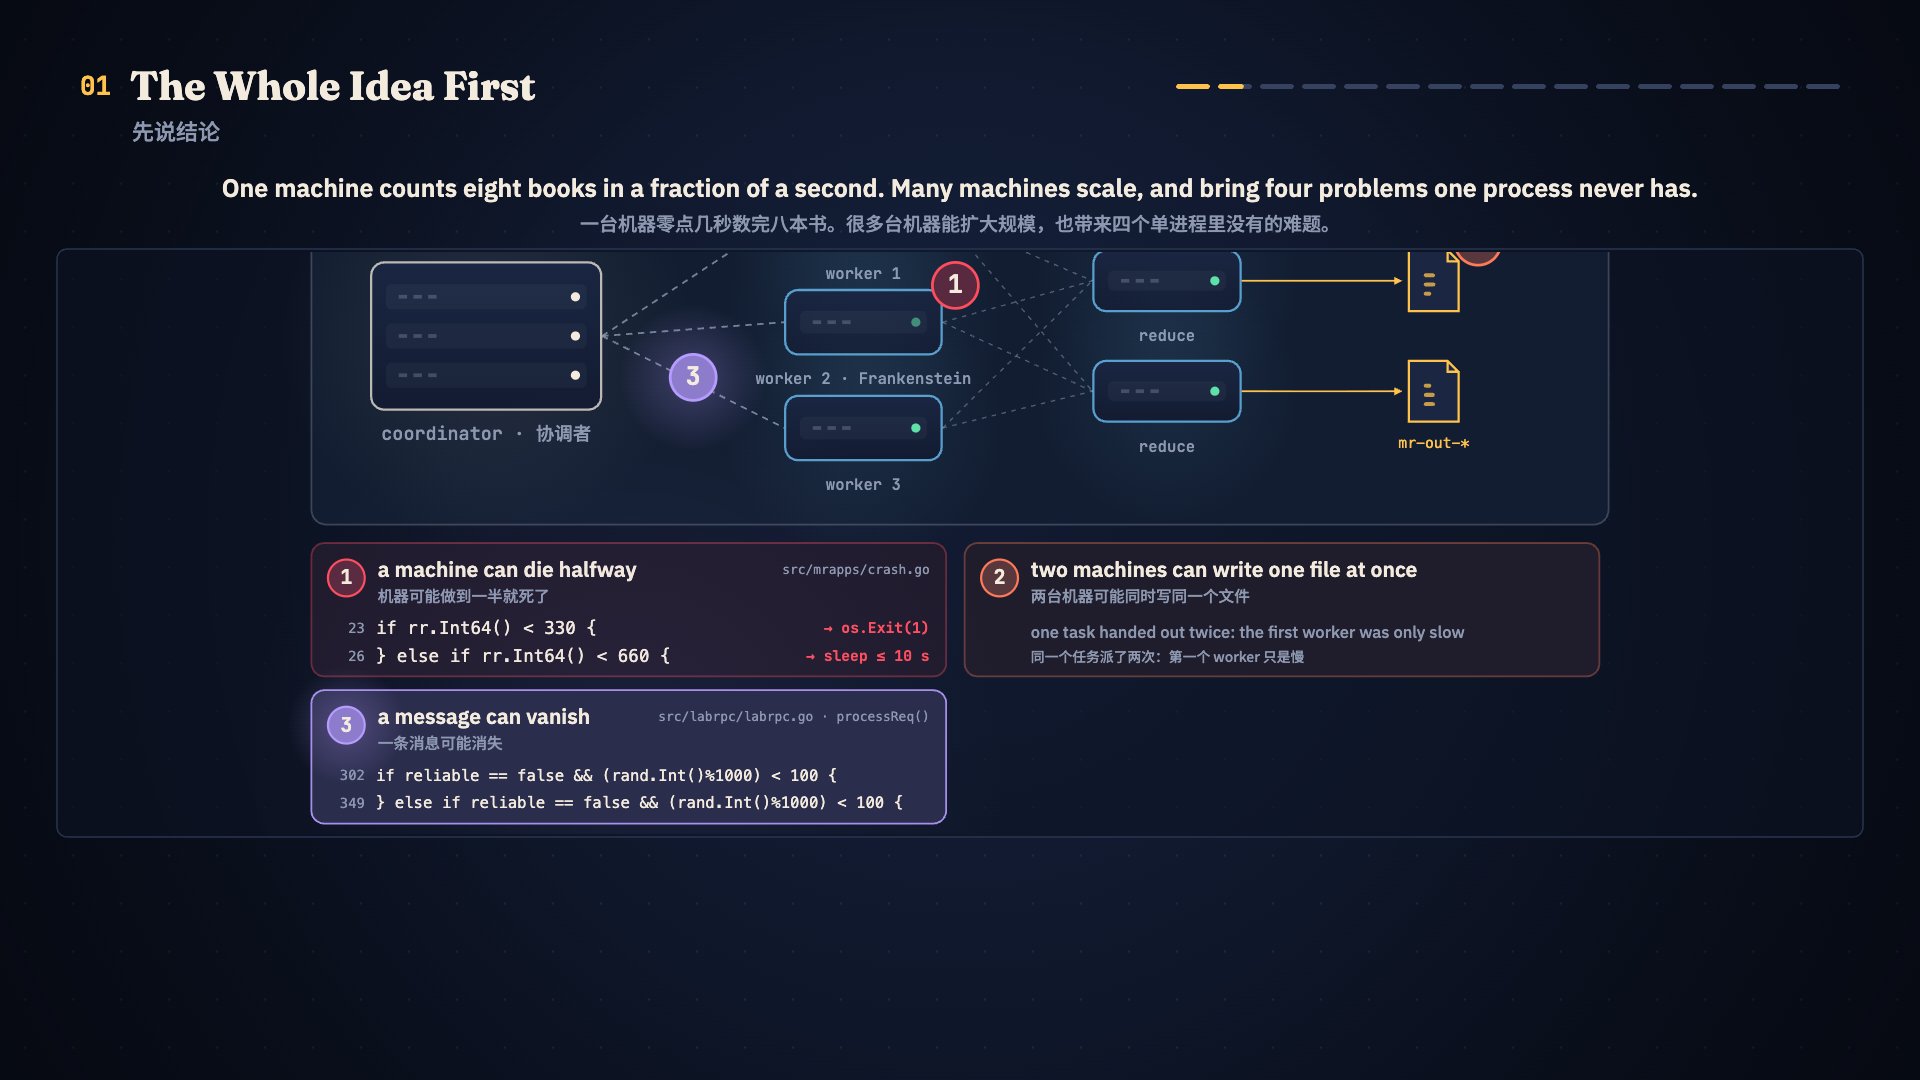 01 The Whole Idea First
先说结论
One machine counts eight books in a fraction of a second. Many machines scale, and bring four problems one process never has.
一台机器零点几秒数完八本书。很多台机器能扩大规模，也带来四个单进程里没有的难题。
worker 1
1
reduce
3
worker 2 · Frankenstein
coordinator · 协调者
mr-out-*
reduce
worker 3
1 a machine can die halfway src/mrapps/crash.go
机器可能做到一半就死了
23 if rr.Int64() < 330 { → os.Exit(1)
26 } else if rr.Int64() < 660 { → sleep ≤ 10 s
2 two machines can write one file at once
两台机器可能同时写同一个文件
one task handed out twice: the first worker was only slow
同一个任务派了两次：第一个 worker 只是慢
3 a message can vanish src/labrpc/labrpc.go · processReq()
一条消息可能消失
302 if reliable == false && (rand.Int()%1000) < 100 {
349 } else if reliable == false && (rand.Int()%1000) < 100 {